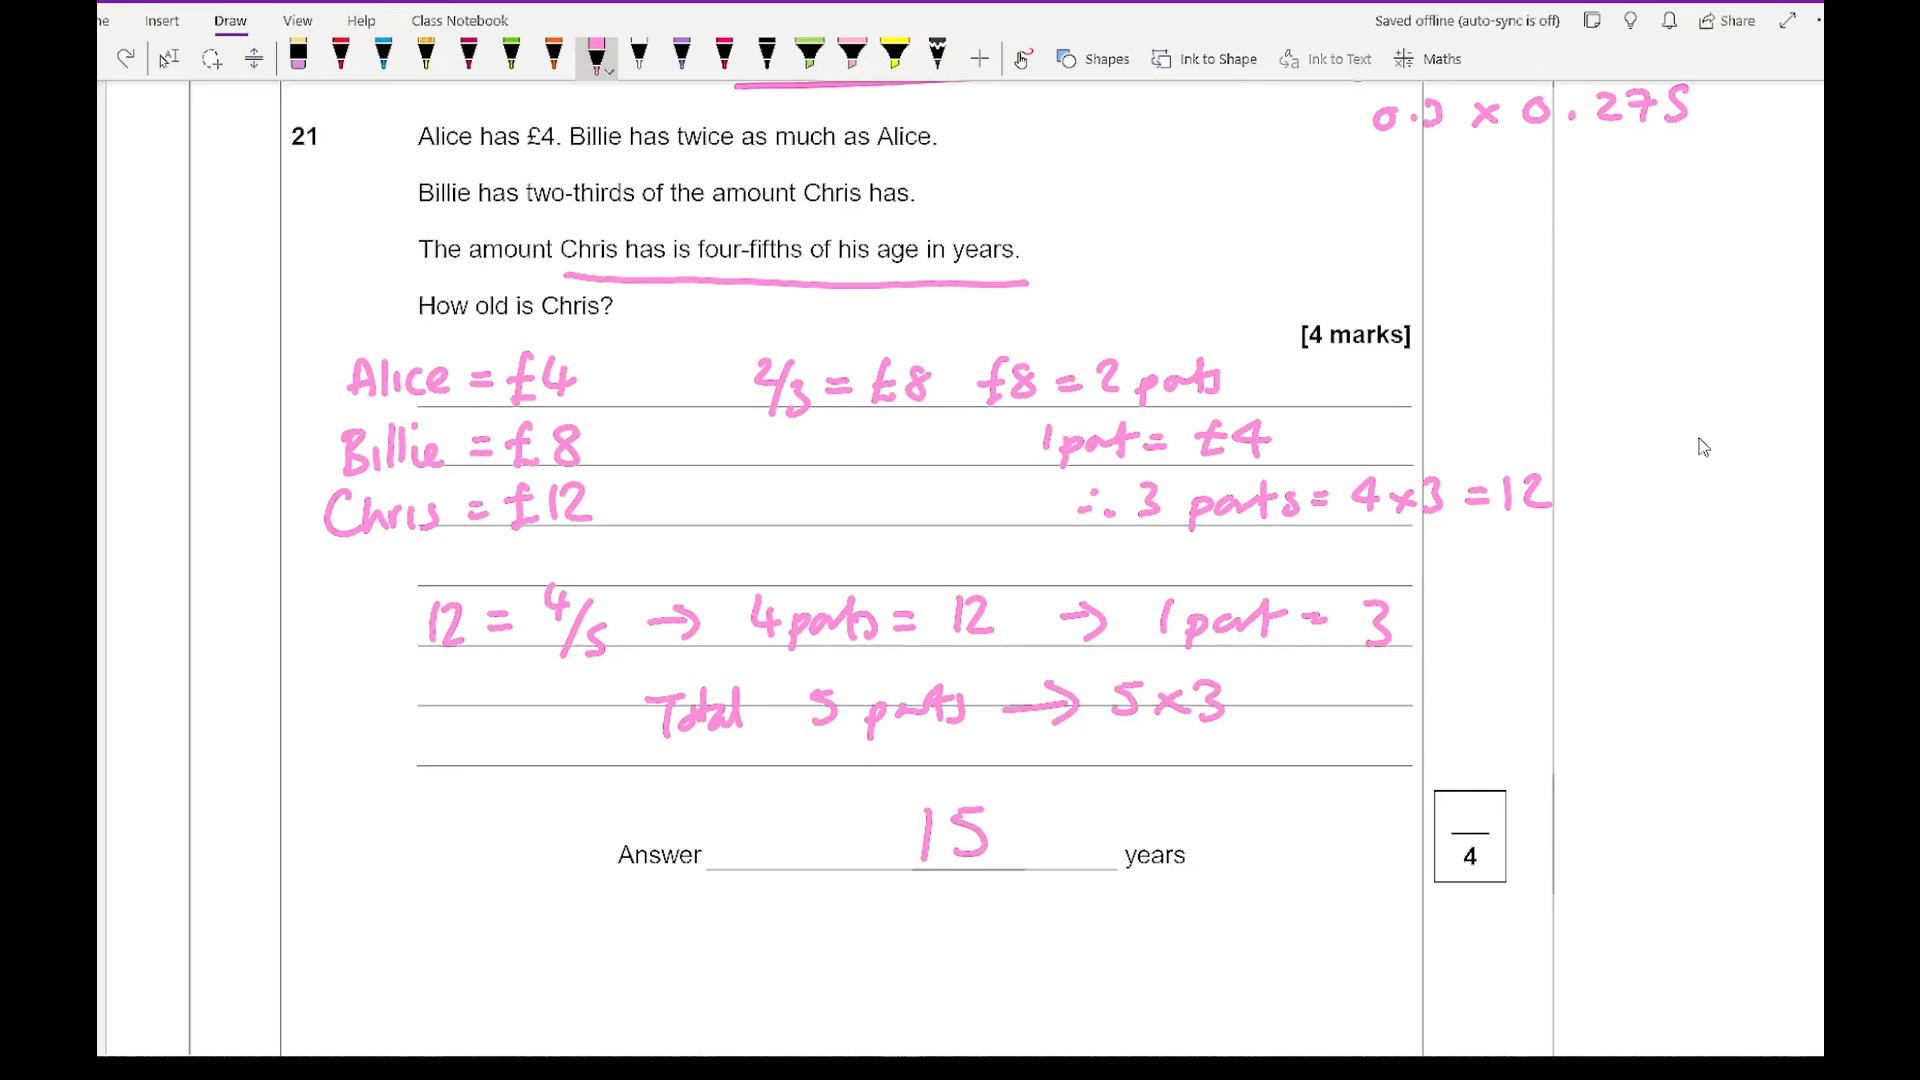 ne Insert Draw View Help Class Notebook Saved offline (auto-sync is off) Share
Shapes Ink to Shape Ink to Text Maths
0.9 x 0.275
21 Alice has £4. Billie has twice as much as Alice.
Billie has two-thirds of the amount Chris has.
The amount Chris has is four-fifths of his age in years.
How old is Chris?
[4 marks]
Alice = £4 2/3 = £8 £8 = 2 parts
Billie = £8 1 part = £4
Chris = £12 ∴ 3 parts = 4 x 3 = 12
12 = 4/5 → 4 parts = 12 → 1 part = 3
Total 5 parts → 5 x 3
15
Answer years
4